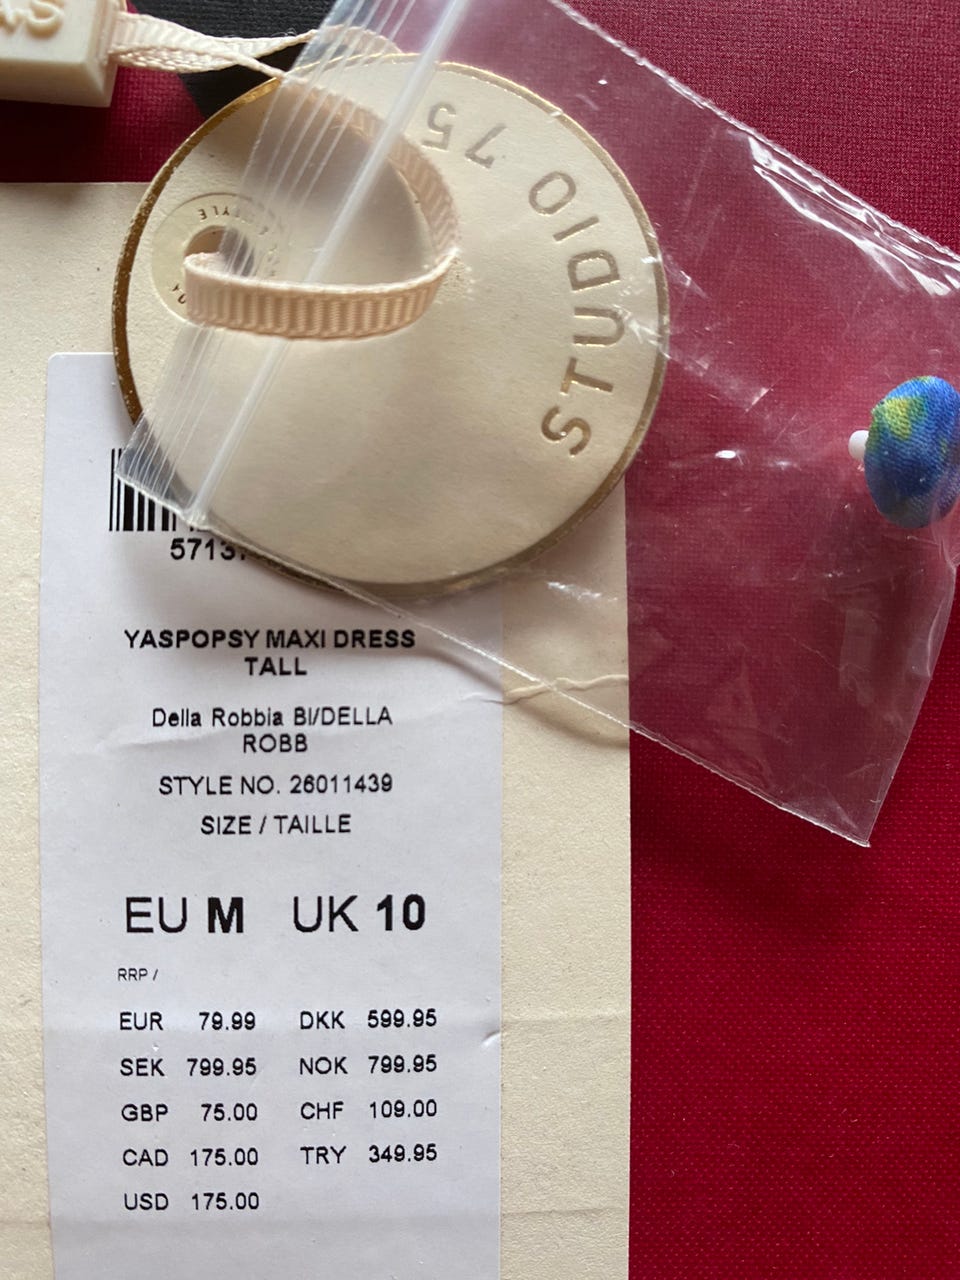 STUDIO 75
YASPOPSY MAXI DRESS
TALL
Della Robbia Bl/DELLA
ROBB
STYLE NO. 26011439
SIZE / TAILLE
EU M UK 10
RRP /
EUR 79.99 DKK 599.95
SEK 799.95 NOK 799.95
GBP 75.00 CHF 109.00
CAD 175.00 TRY 349.95
USD 175.00